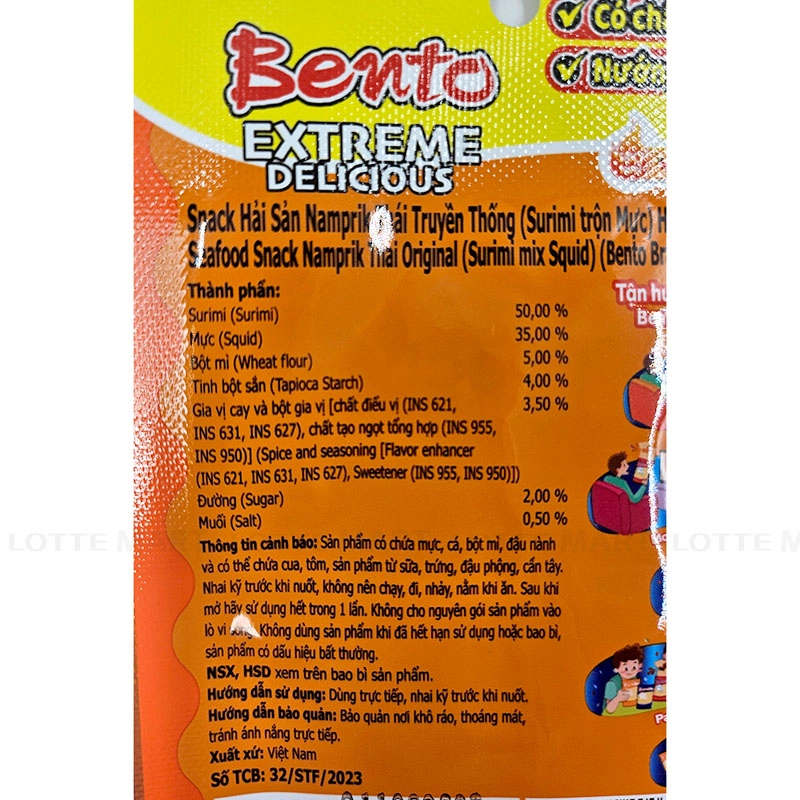 Bento
EXTREME
DELICIOUS
Có
Nướn
Snack Hải Sản Namprik Thái Truyền Thống (Surimi trộn Mực)
Seafood Snack Namprik Thai Original (Surimi mix Squid) (Bento
Tận
Thành phần:
Surimi (Surimi) 50,00 %
Mực (Squid) 35,00 %
Bột mì (Wheat flour) 5,00 %
Tinh bột sắn (Tapioca Starch) 4,00 %
Gia vị cay và bột gia vị [chất điều vị (INS 621, 3,50 %
INS 631, INS 627), chất tạo ngọt tổng hợp (INS 955,
INS 950)] (Spice and seasoning [Flavor enhancer
(INS 621, INS 631, INS 627), Sweetener (INS 955, INS 950)])
Đường (Sugar) 2,00 %
Muối (Salt) 0,50 %
Thông tin cảnh báo: Sản phẩm có chứa mực, cá, bột mì, đậu nành
và có thể chứa cua, tôm, sản phẩm từ sữa, trứng, đậu phộng, cần tây.
Nhai kỹ trước khi nuốt, không nên chạy, đi, nhảy, nằm khi ăn. Sau khi
mở hãy sử dụng hết trong 1 lần. Không cho nguyên gói sản phẩm vào
lò vi sóng. Không dùng sản phẩm khi đã hết hạn sử dụng hoặc bao bì,
sản phẩm có dấu hiệu bất thường.
NSX, HSD xem trên bao bì sản phẩm.
Hướng dẫn sử dụng: Dùng trực tiếp, nhai kỹ trước khi nuốt.
Hướng dẫn bảo quản: Bảo quản nơi khô ráo, thoáng mát,
tránh ánh nắng trực tiếp.
Xuất xứ: Việt Nam
Số TCB: 32/STF/2023
LOTTE MART
LOTTE